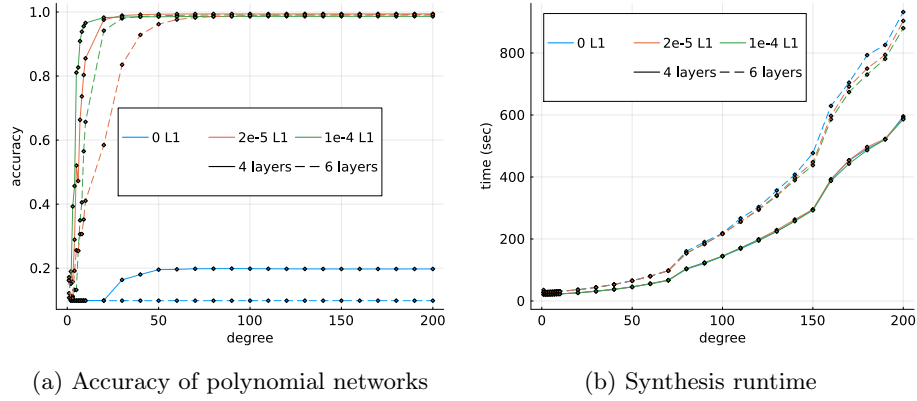 1.0
0.8
0.6
0.4
0.2
accuracy
0 L1
2e-5 L1
1e-4 L1
4 layers
6 layers
0
50
100
150
200
degree
(a) Accuracy of polynomial networks
800
600
400
200
0
time (sec)
0 L1
2e-5 L1
1e-4 L1
4 layers
6 layers
0
50
100
150
200
degree
(b) Synthesis runtime